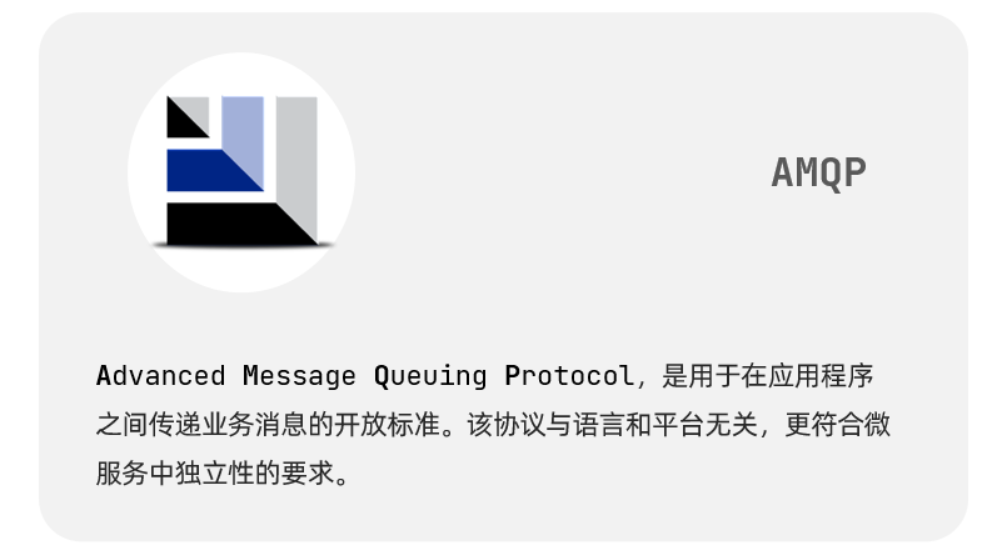 AMQP
Advanced Message Queuing Protocol，是用于在应用程序
之间传递业务消息的开放标准。该协议与语言和平台无关，更符合微
服务中独立性的要求。